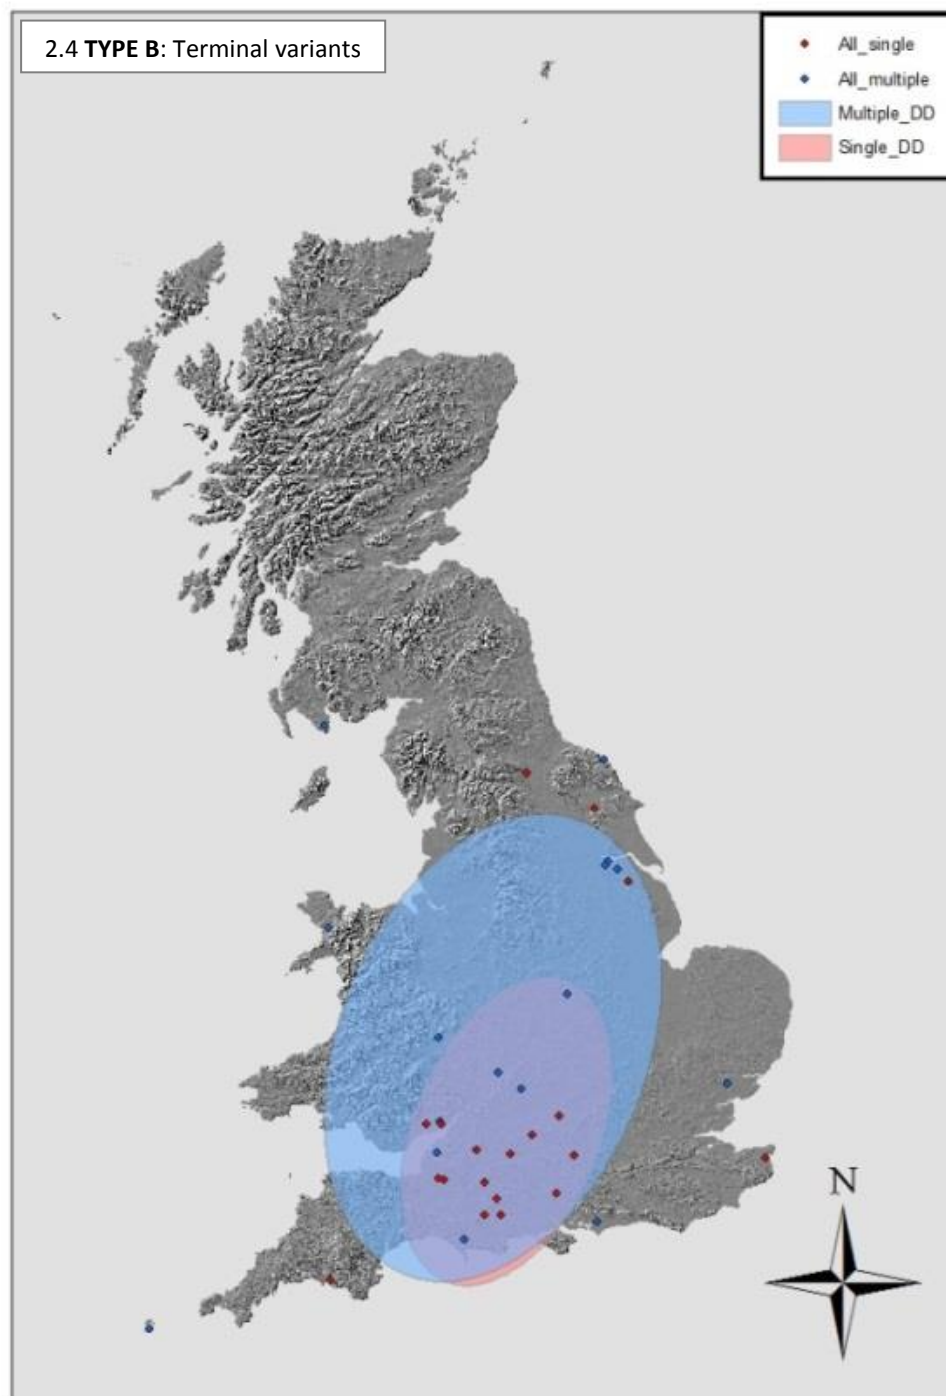 2.4 TYPE B: Terminal variants
All_single
All_multiple
Multiple_DD
Single_DD
N